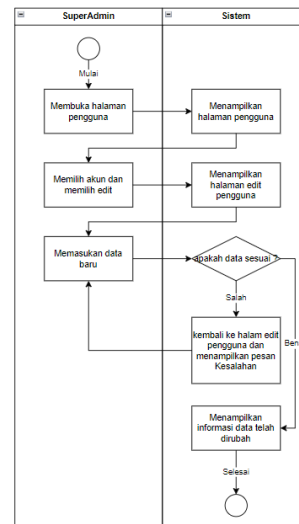 SuperAdmin
Sistem
Mulai
Membuka halaman
pengguna
Menampilkan
halaman pengguna
Memilih akun dan
memilih edit
Menampilkan
halaman edit
pengguna
Memasukan data
baru
apakah data sesuai ?
Salah
kembali ke halam edit
pengguna dan
menampilkan pesan
Kesalahan
Ben
Menampilkan
informasi data telah
dirubah
Selesai